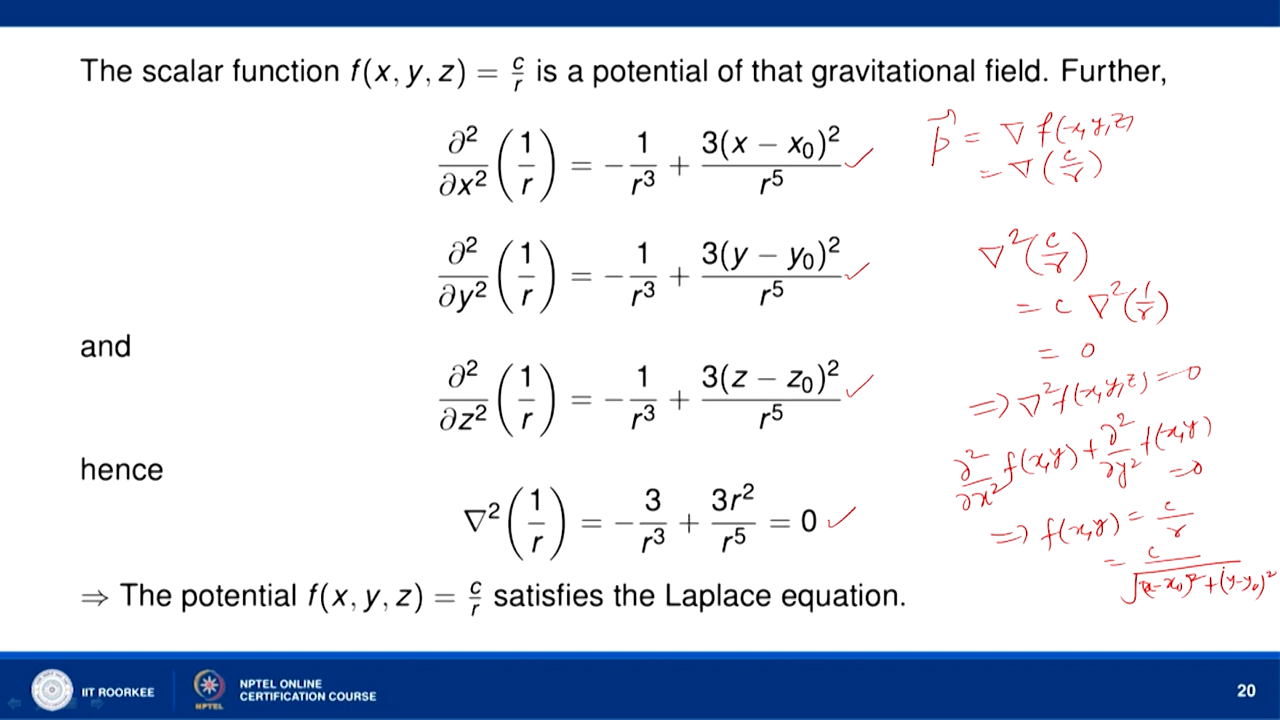 The scalar function f(x, y, z) = c/r is a potential of that gravitational field. Further,
∂²/∂x² (1/r) = −1/r³ + 3(x − x₀)²/r⁵ ✓
∂²/∂y² (1/r) = −1/r³ + 3(y − y₀)²/r⁵ ✓
and
∂²/∂z² (1/r) = −1/r³ + 3(z − z₀)²/r⁵ ✓
hence
∇² (1/r) = −3/r³ + 3r²/r⁵ = 0 ✓
⇒ The potential f(x, y, z) = c/r satisfies the Laplace equation.
p⃗ = ∇ f(x, y, z)
= ∇ (c/r)
∇² (c/r)
= c ∇² (1/r)
= 0
⇒ ∇² f(x, y, z) = 0
∂²/∂x² f(x, y) + ∂²/∂y² f(x, y)
= 0
⇒ f(x, y) = c/r
= c/√((x−x₀)² + (y−y₀)²
IIT ROORKEE
NPTEL
NPTEL ONLINE
CERTIFICATION COURSE
20